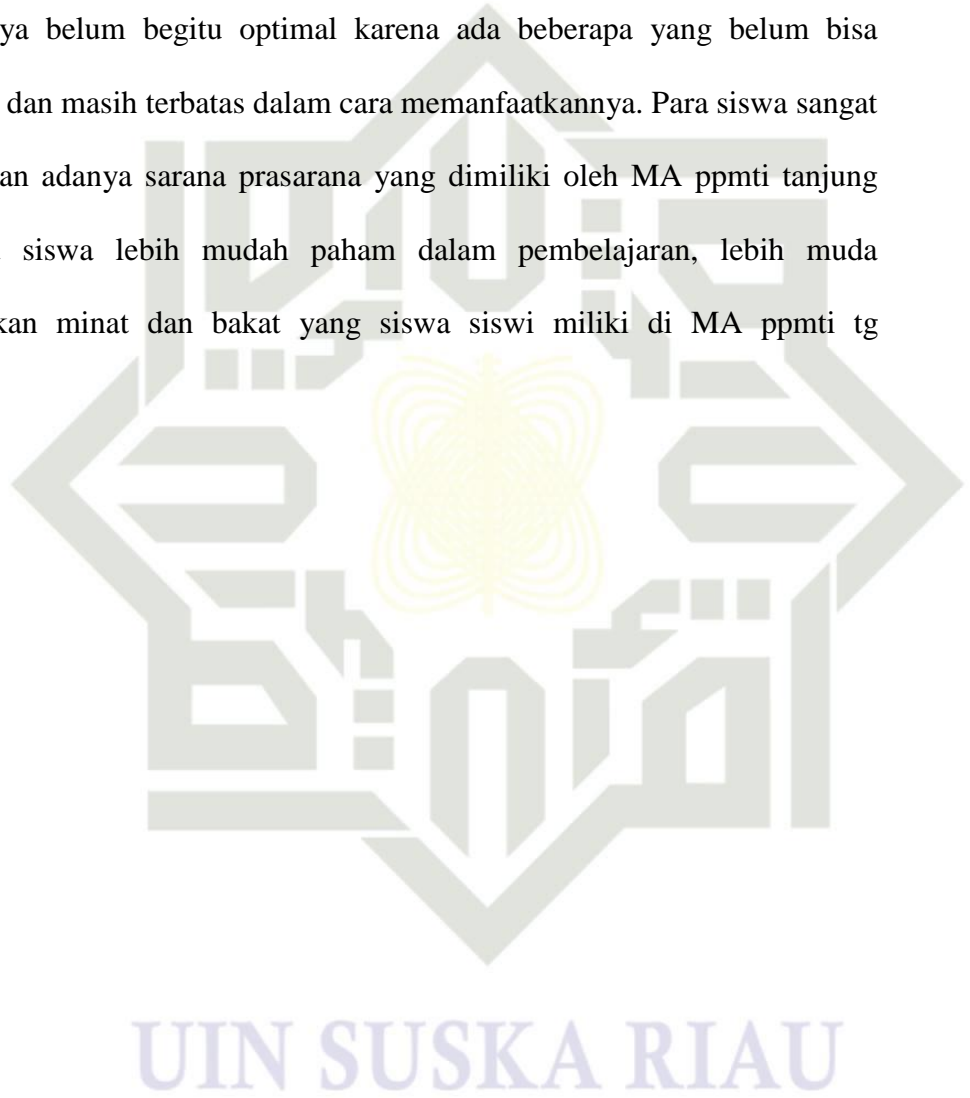 ya belum begitu optimal karena ada beberapa yang belum bisa
dan masih terbatas dalam cara memanfaatkannya. Para siswa sangat
an adanya sarana prasarana yang dimiliki oleh MA ppmti tanjung
siswa lebih mudah paham dalam pembelajaran, lebih muda
kan minat dan bakat yang siswa siswi miliki di MA ppmti tg
UIN SUSKA RIAU